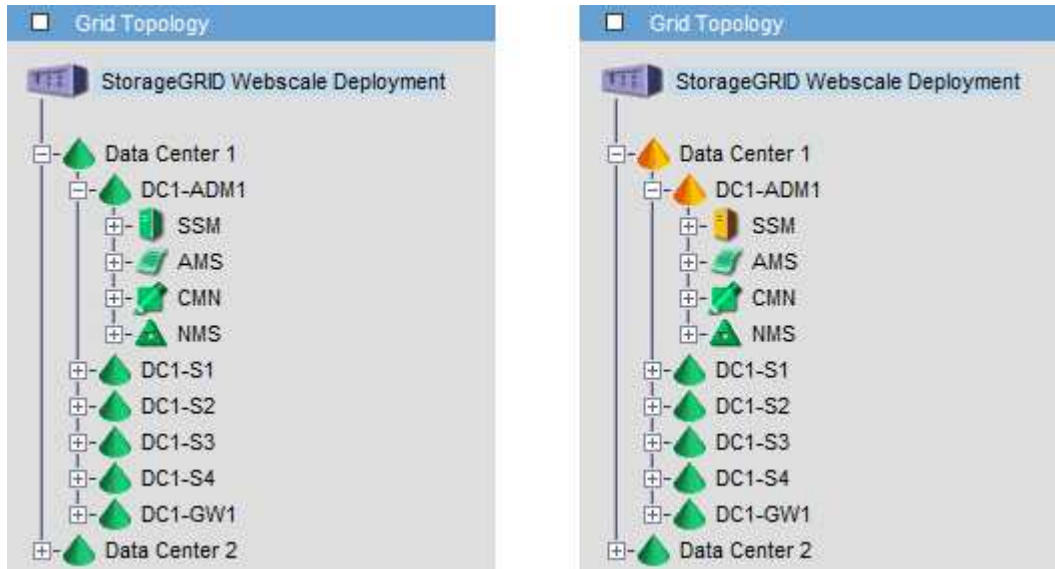 Grid Topology
StorageGRID Webscale Deployment
Data Center 1
DC1-ADM1
SSM
AMS
CMN
NMS
DC1-S1
DC1-S2
DC1-S3
DC1-S4
DC1-GW1
Data Center 2
Grid Topology
StorageGRID Webscale Deployment
Data Center 1
DC1-ADM1
SSM
AMS
CMN
NMS
DC1-S1
DC1-S2
DC1-S3
DC1-S4
DC1-GW1
Data Center 2